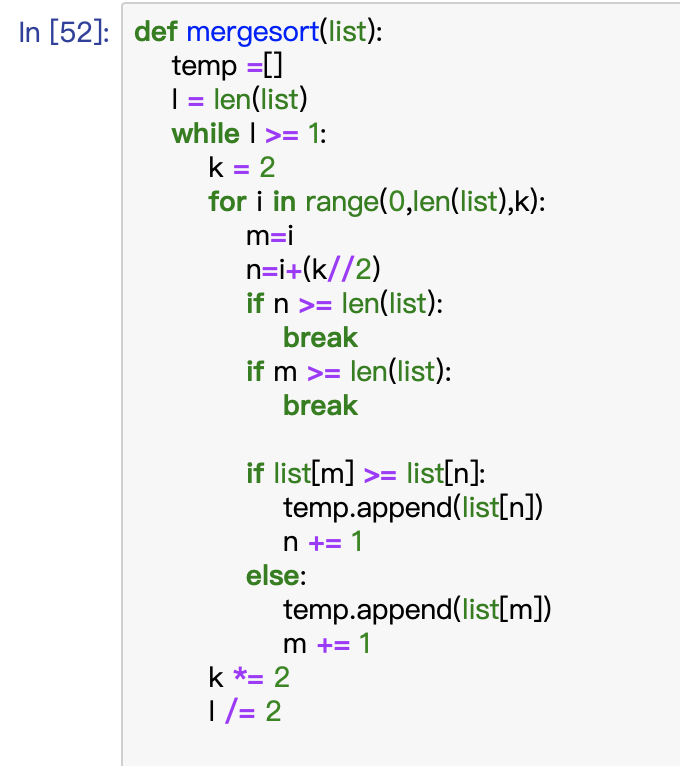 In [52]: def mergesort(list):
    temp =[]
    l = len(list)
    while l >= 1:
        k = 2
        for i in range(0,len(list),k):
            m=i
            n=i+(k//2)
            if n >= len(list):
                break
            if m >= len(list):
                break

            if list[m] >= list[n]:
                temp.append(list[n])
                n += 1
            else:
                temp.append(list[m])
                m += 1
        k *= 2
        l /= 2